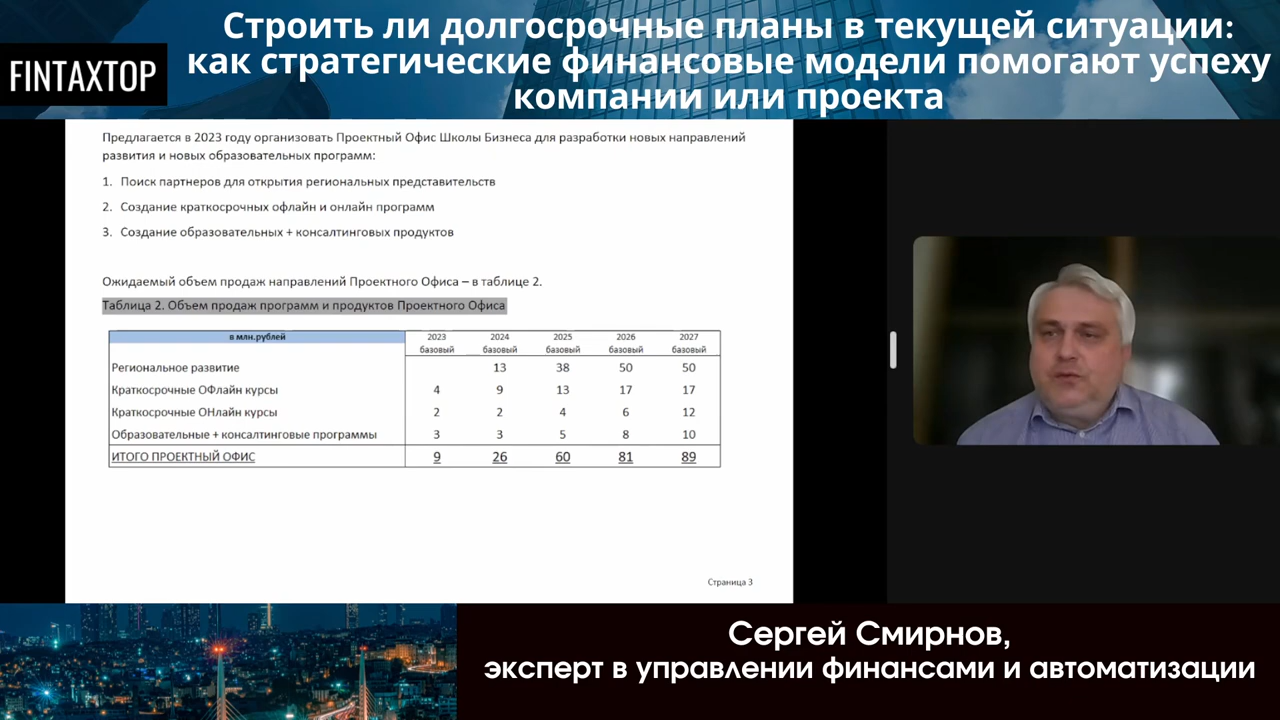 Строить ли долгосрочные планы в текущей ситуации:
как стратегические финансовые модели помогают успеху
компании или проекта
FINTAXTOP
Предлагается в 2023 году организовать Проектный Офис Школы Бизнеса для разработки новых направлений
развития и новых образовательных программ:
1. Поиск партнеров для открытия региональных представительств
2. Создание краткосрочных офлайн и онлайн программ
3. Создание образовательных + консалтинговых продуктов
Ожидаемый объем продаж направлений Проектного Офиса – в таблице 2.
Таблица 2. Объем продаж программ и продуктов Проектного Офиса
в млн.рублей 2023 2024 2025 2026 2027
базовый базовый базовый базовый базовый
Региональное развитие 13 38 50 50
Краткосрочные ОФлайн курсы 4 9 13 17 17
Краткосрочные ОНлайн курсы 2 2 4 6 12
Образовательные + консалтинговые программы 3 3 5 8 10
ИТОГО ПРОЕКТНЫЙ ОФИС 9 26 60 81 89
Страница 3
Сергей Смирнов,
эксперт в управлении финансами и автоматизации